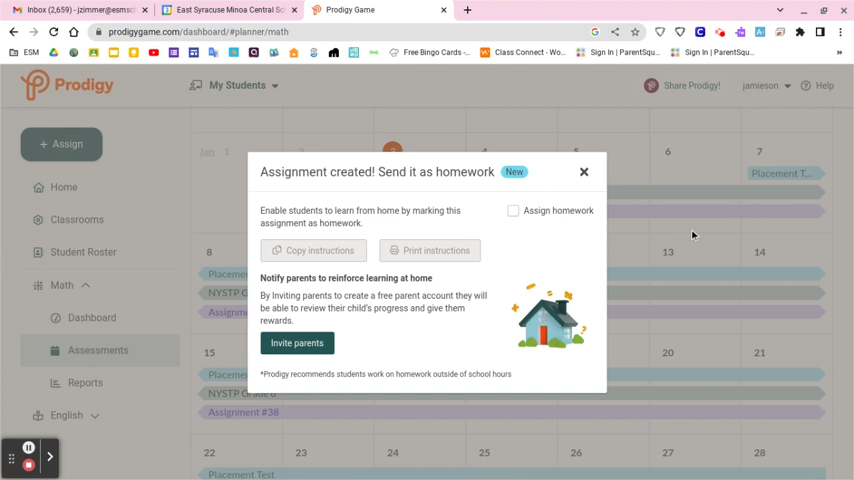 Inbox (2,659) - jzimmer@esmsc
East Syracuse Minoa Central Sc
Prodigy Game
prodigygame.com/dashboard/#planner/math
ESM
Free Bingo Cards -...
Class Connect - Wo...
Sign In | ParentSqu...
Sign In | ParentSqu...
Prodigy
My Students
Share Prodigy!
jamieson
Help
+ Assign
Home
Classrooms
Student Roster
Math
Dashboard
Assessments
Reports
English
Jan 1
4
5
6
7
Placement T...
8
13
14
NYSTP G
15
20
21
Assignment #38
22
23
24
25
26
27
28
Placement Test
Assignment created! Send it as homework
New
Enable students to learn from home by marking this
assignment as homework.
Assign homework
Copy instructions
Print instructions
Notify parents to reinforce learning at home
By Inviting parents to create a free parent account they will
be able to review their child's progress and give them
rewards.
Invite parents
*Prodigy recommends students work on homework outside of school hours